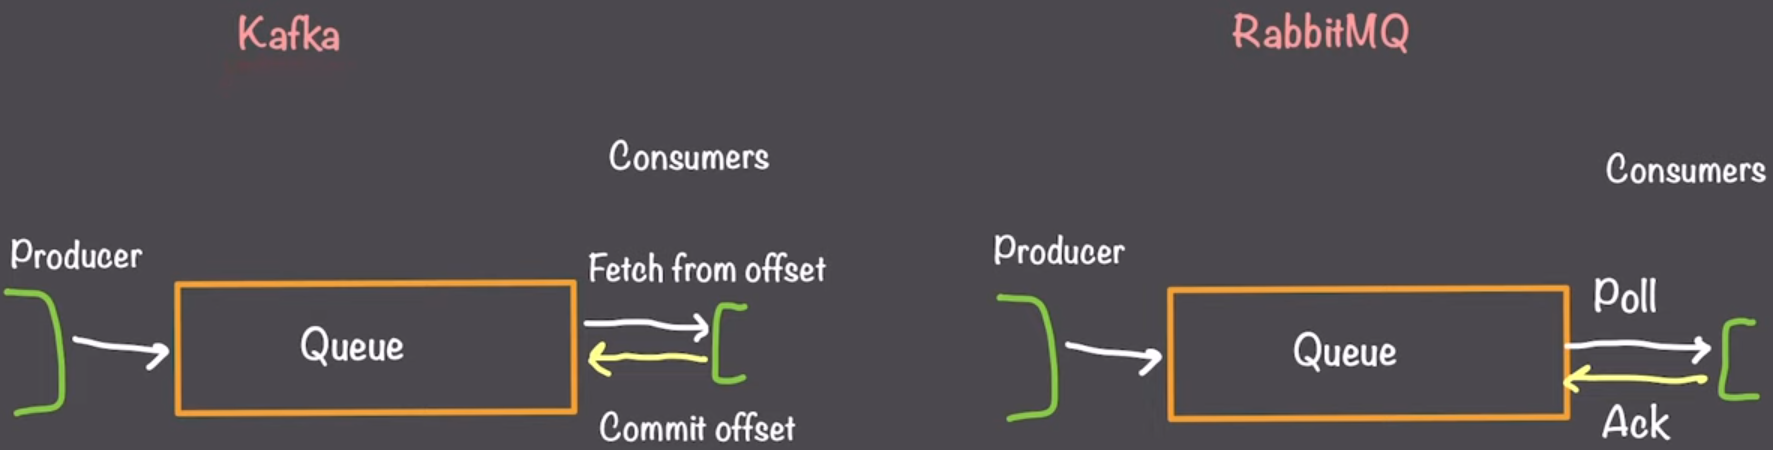 Kafka
Consumers
Producer
Fetch from offset
Queue
Commit offset
RabbitMQ
Consumers
Producer
Poll
Queue
Ack